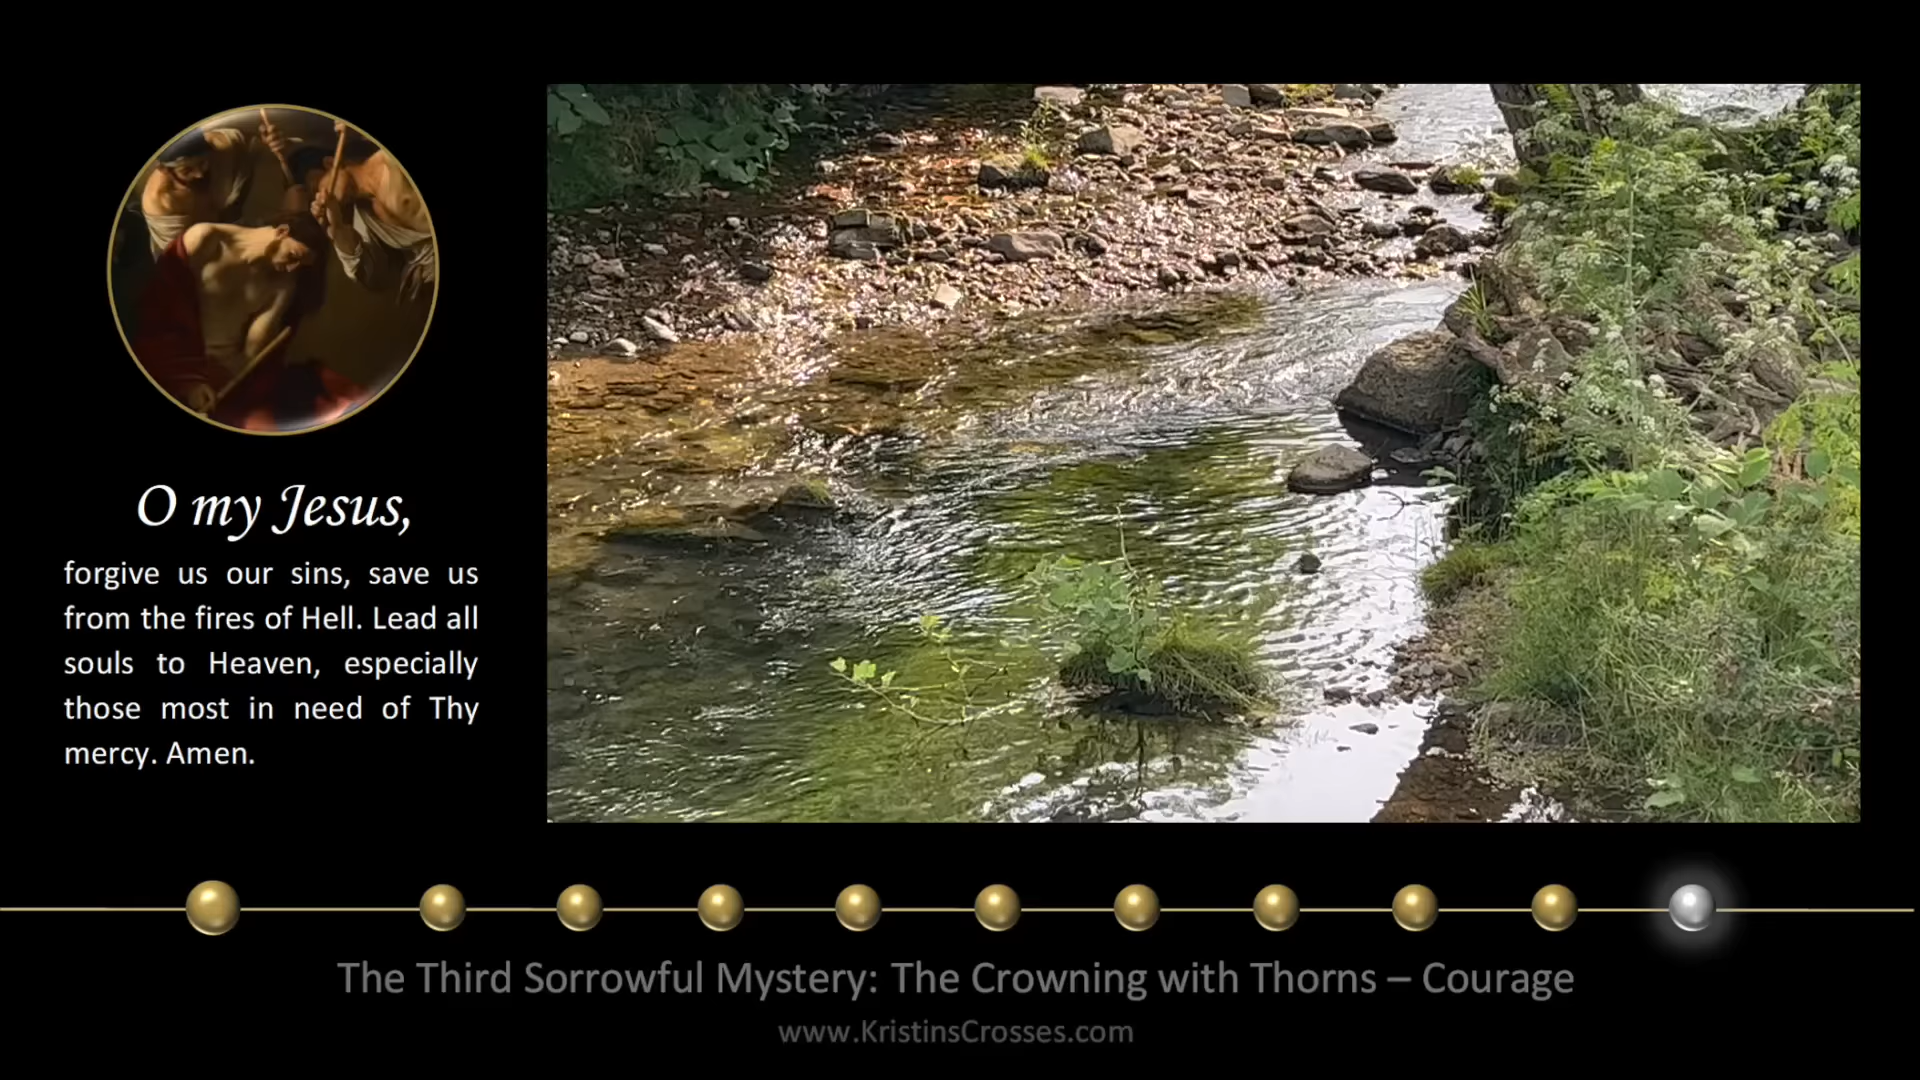 O my Jesus,
forgive us our sins, save us
from the fires of Hell. Lead all
souls to Heaven, especially
those most in need of Thy
mercy. Amen.
The Third Sorrowful Mystery: The Crowning with Thorns – Courage
www.KristinsCrosses.com